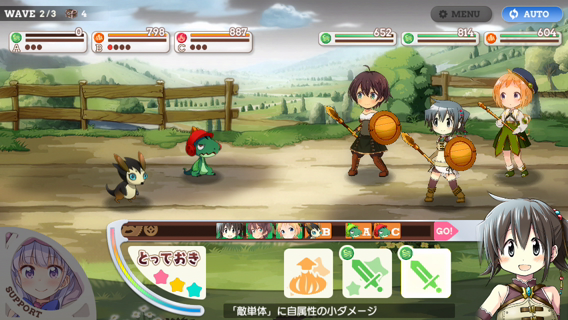 WAVE 2/3 4
MENU
AUTO
0
798
887
652
814
604
A
B
C
B A C GO!
とっておき
SUPPORT
「敵単体」に自属性の小ダメージ